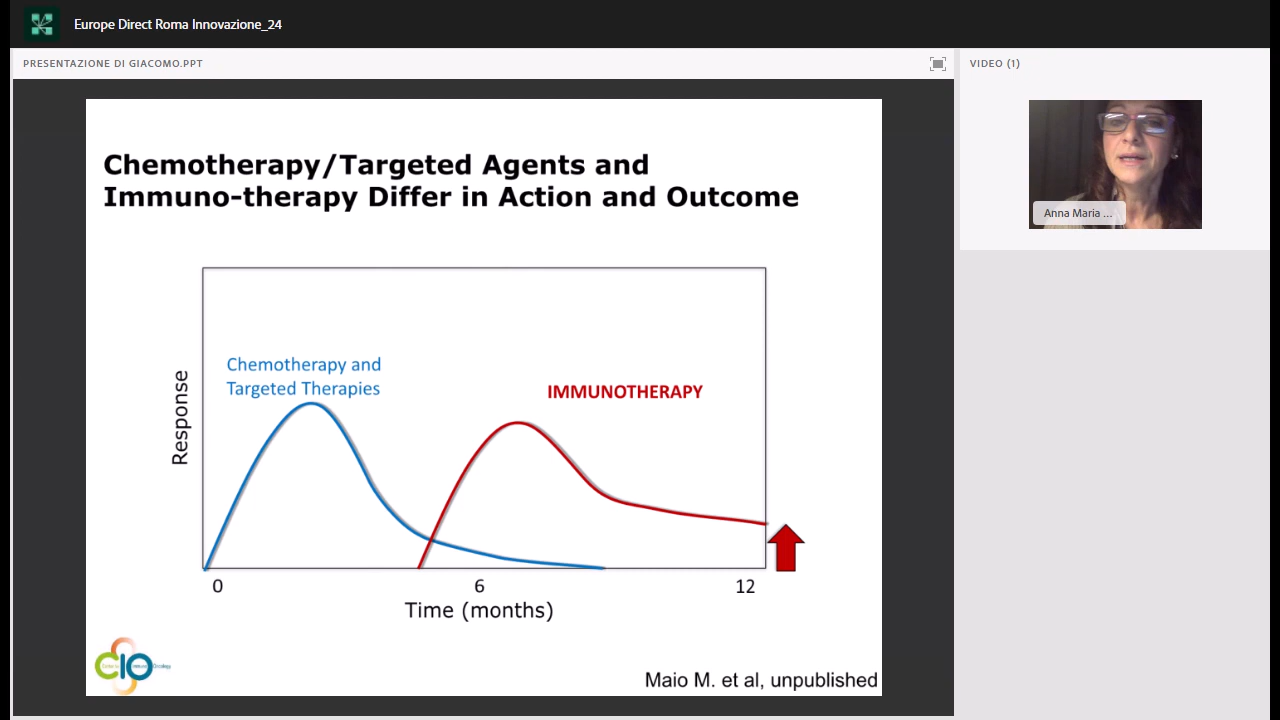 Europe Direct Roma Innovazione_24
PRESENTAZIONE DI GIACOMO.PPT
VIDEO (1)
Anna Maria ...
Chemotherapy/Targeted Agents and
Immuno-therapy Differ in Action and Outcome
Chemotherapy and
Targeted Therapies
IMMUNOTHERAPY
Response
0 6 12
Time (months)
CIO
Maio M. et al, unpublished